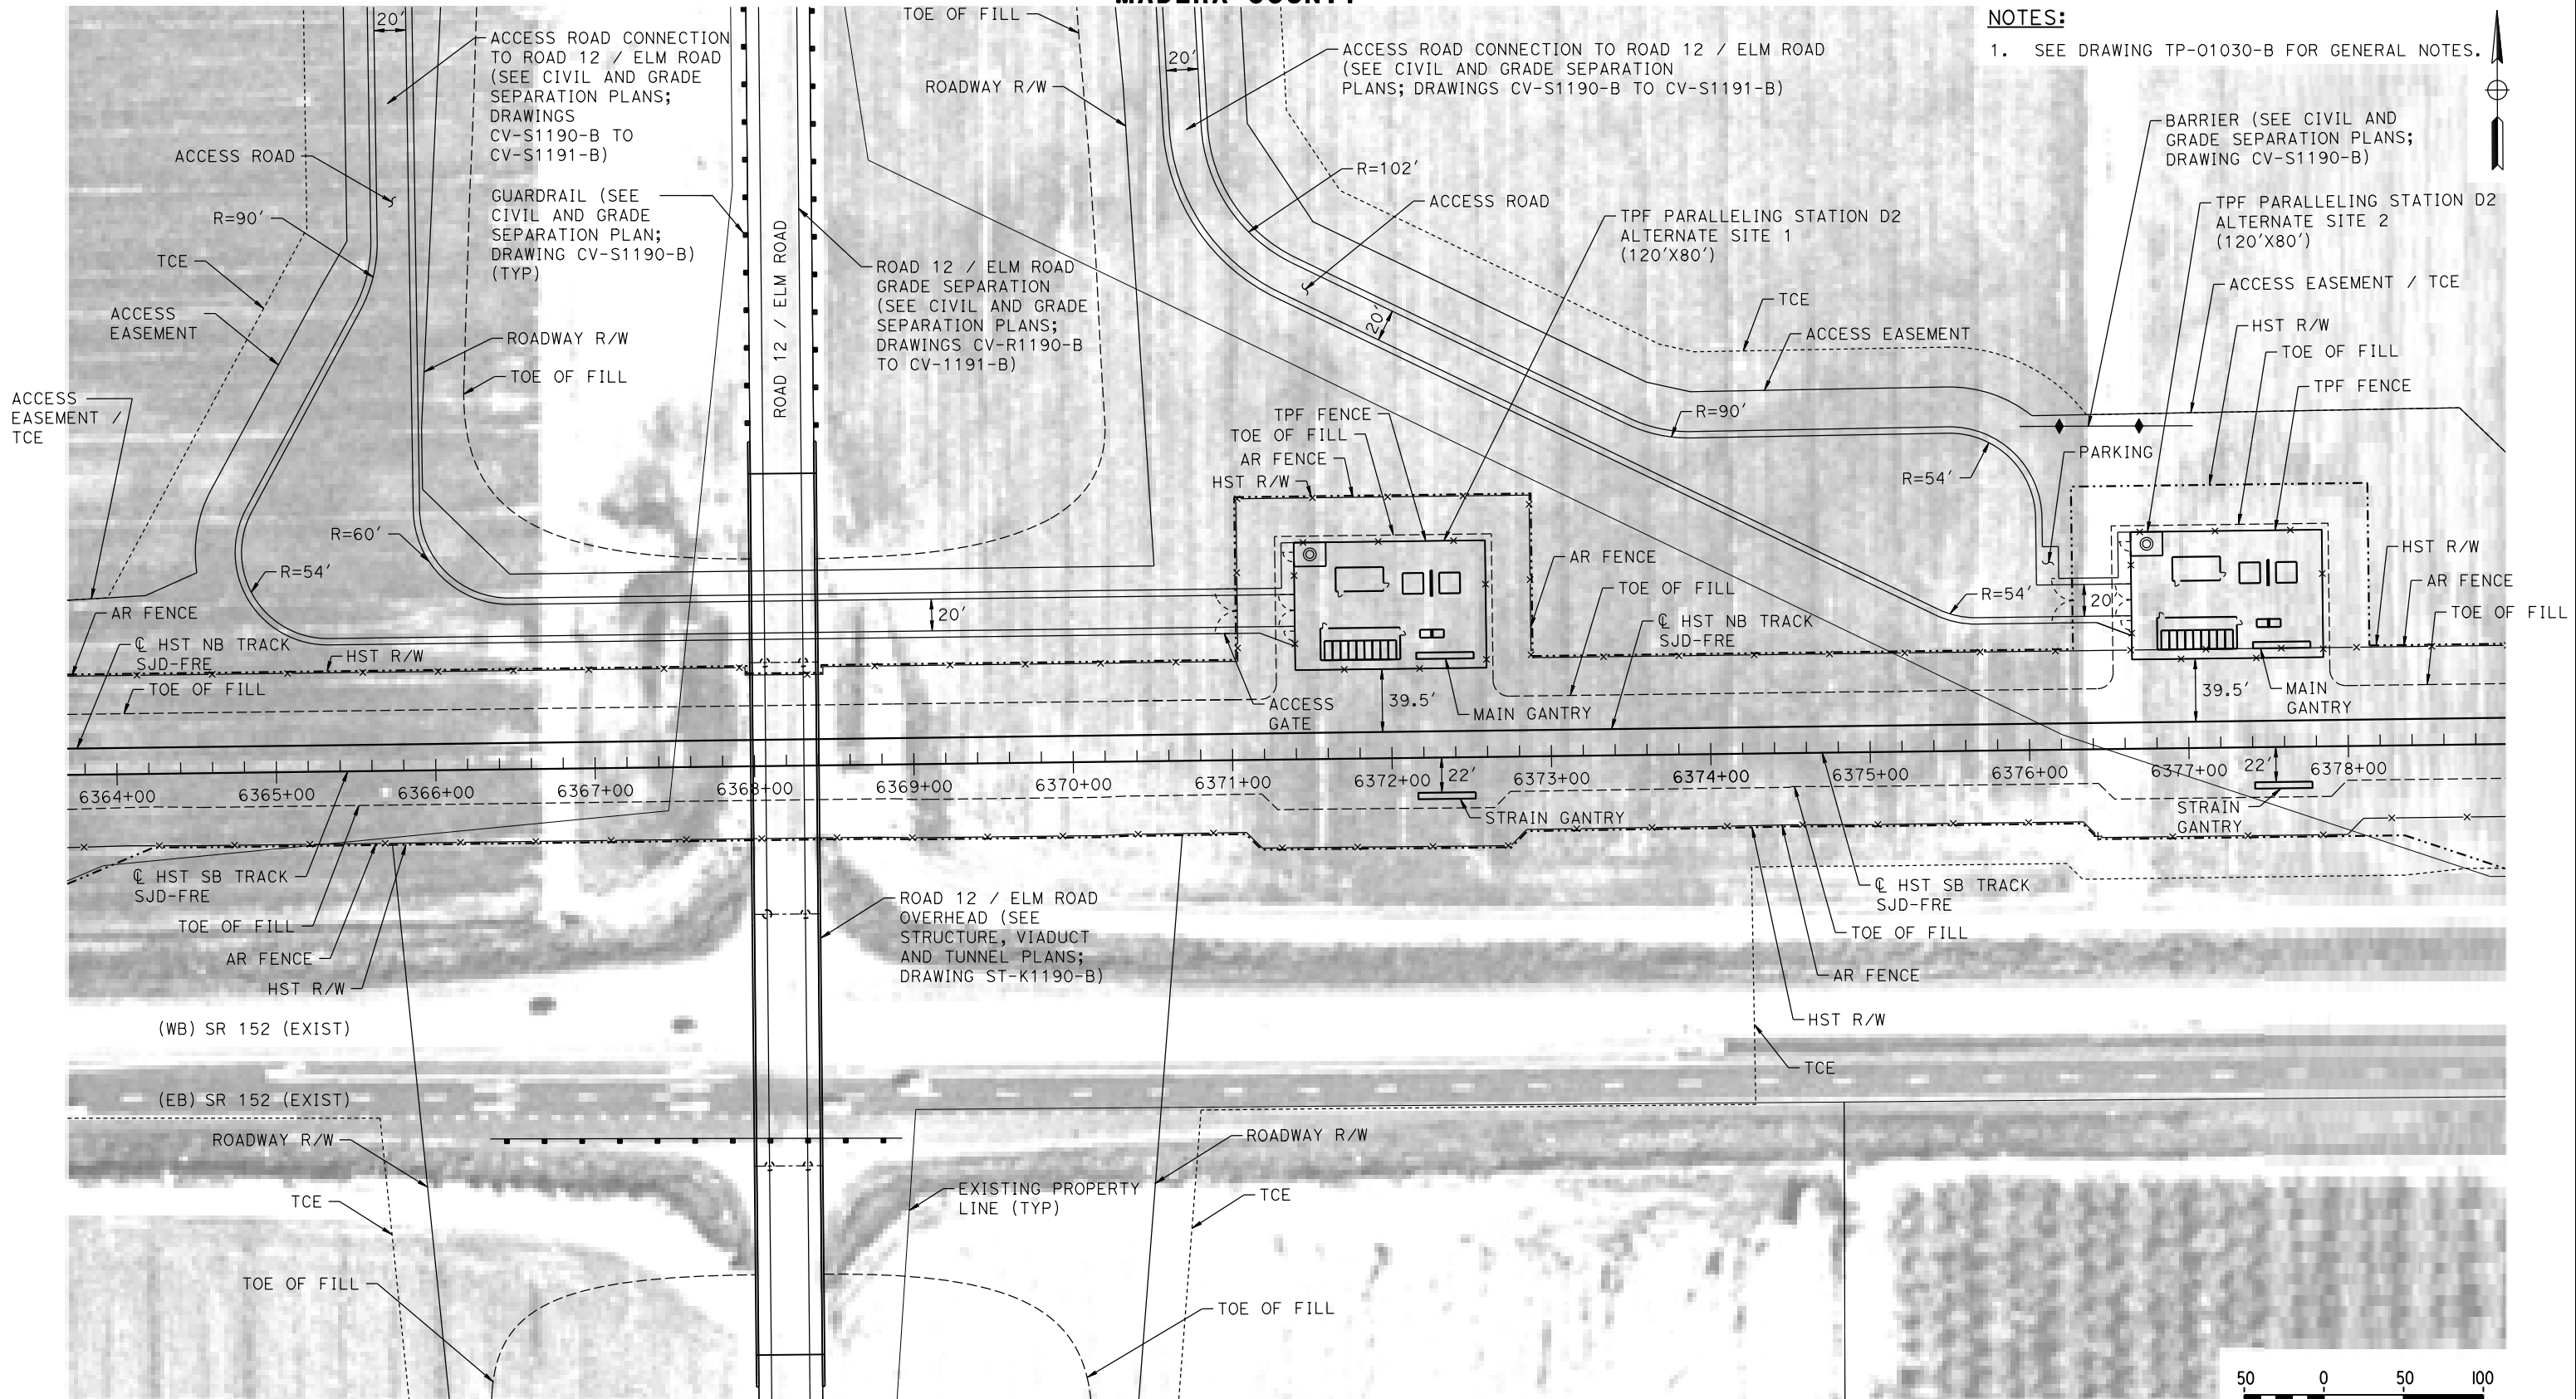 MADERA COUNTY
NOTES:
1. SEE DRAWING TP-O1030-B FOR GENERAL NOTES.
20'
ACCESS ROAD CONNECTION
TO ROAD 12 / ELM ROAD
(SEE CIVIL AND GRADE
SEPARATION PLANS;
DRAWINGS
CV-S1190-B TO
CV-S1191-B)
ACCESS ROAD
R=90'
TCE
ACCESS
EASEMENT
ACCESS
EASEMENT /
TCE
GUARDRAIL (SEE
CIVIL AND GRADE
SEPARATION PLAN;
DRAWING CV-S1190-B)
(TYP)
ROADWAY R/W
TOE OF FILL
R=60'
R=54'
ROAD 12 / ELM ROAD
TOE OF FILL
ROADWAY R/W
20'
ACCESS ROAD CONNECTION TO ROAD 12 / ELM ROAD
(SEE CIVIL AND GRADE SEPARATION
PLANS; DRAWINGS CV-S1190-B TO CV-S1191-B)
R=102'
ACCESS ROAD
ROAD 12 / ELM ROAD
GRADE SEPARATION
(SEE CIVIL AND GRADE
SEPARATION PLANS;
DRAWINGS CV-R1190-B
TO CV-1191-B)
TPF PARALLELING STATION D2
ALTERNATE SITE 1
(120'X80')
20'
TCE
ACCESS EASEMENT
BARRIER (SEE CIVIL AND
GRADE SEPARATION PLANS;
DRAWING CV-S1190-B)
TPF PARALLELING STATION D2
ALTERNATE SITE 2
(120'X80')
ACCESS EASEMENT / TCE
HST R/W
TOE OF FILL
TPF FENCE
TPF FENCE
TOE OF FILL
AR FENCE
HST R/W
R=90'
R=54'
PARKING
AR FENCE
TOE OF FILL
℄ HST NB TRACK
SJD-FRE
R=54'
20'
HST R/W
AR FENCE
TOE OF FILL
AR FENCE
℄ HST NB TRACK
SJD-FRE
HST R/W
TOE OF FILL
20'
ACCESS
GATE
39.5'
MAIN GANTRY
39.5'
MAIN
GANTRY
6364+00 6365+00 6366+00 6367+00 6368+00 6369+00 6370+00 6371+00 6372+00 22' 6373+00 6374+00 6375+00 6376+00 6377+00 22' 6378+00
STRAIN GANTRY
STRAIN
GANTRY
℄ HST SB TRACK
SJD-FRE
TOE OF FILL
AR FENCE
HST R/W
ROAD 12 / ELM ROAD
OVERHEAD (SEE
STRUCTURE, VIADUCT
AND TUNNEL PLANS;
DRAWING ST-K1190-B)
℄ HST SB TRACK
SJD-FRE
TOE OF FILL
AR FENCE
HST R/W
TCE
(WB) SR 152 (EXIST)
(EB) SR 152 (EXIST)
ROADWAY R/W
TCE
TOE OF FILL
ROADWAY R/W
EXISTING PROPERTY
LINE (TYP)
TCE
TOE OF FILL
50 0 50 100